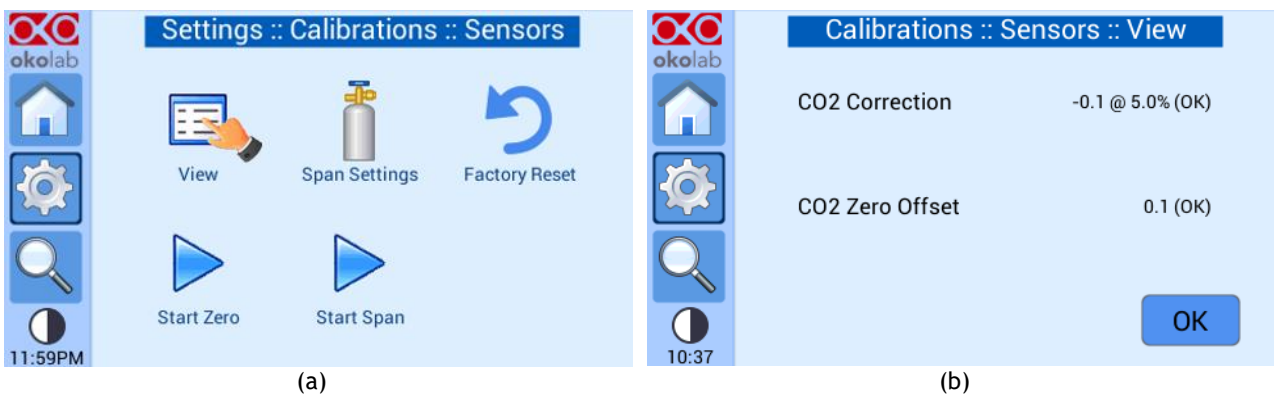 okolab
Settings :: Calibrations :: Sensors
View
Span Settings
Factory Reset
Start Zero
Start Span
11:59PM
(a)
okolab
Calibrations :: Sensors :: View
CO2 Correction
-0.1 @ 5.0% (OK)
CO2 Zero Offset
0.1 (OK)
OK
10:37
(b)